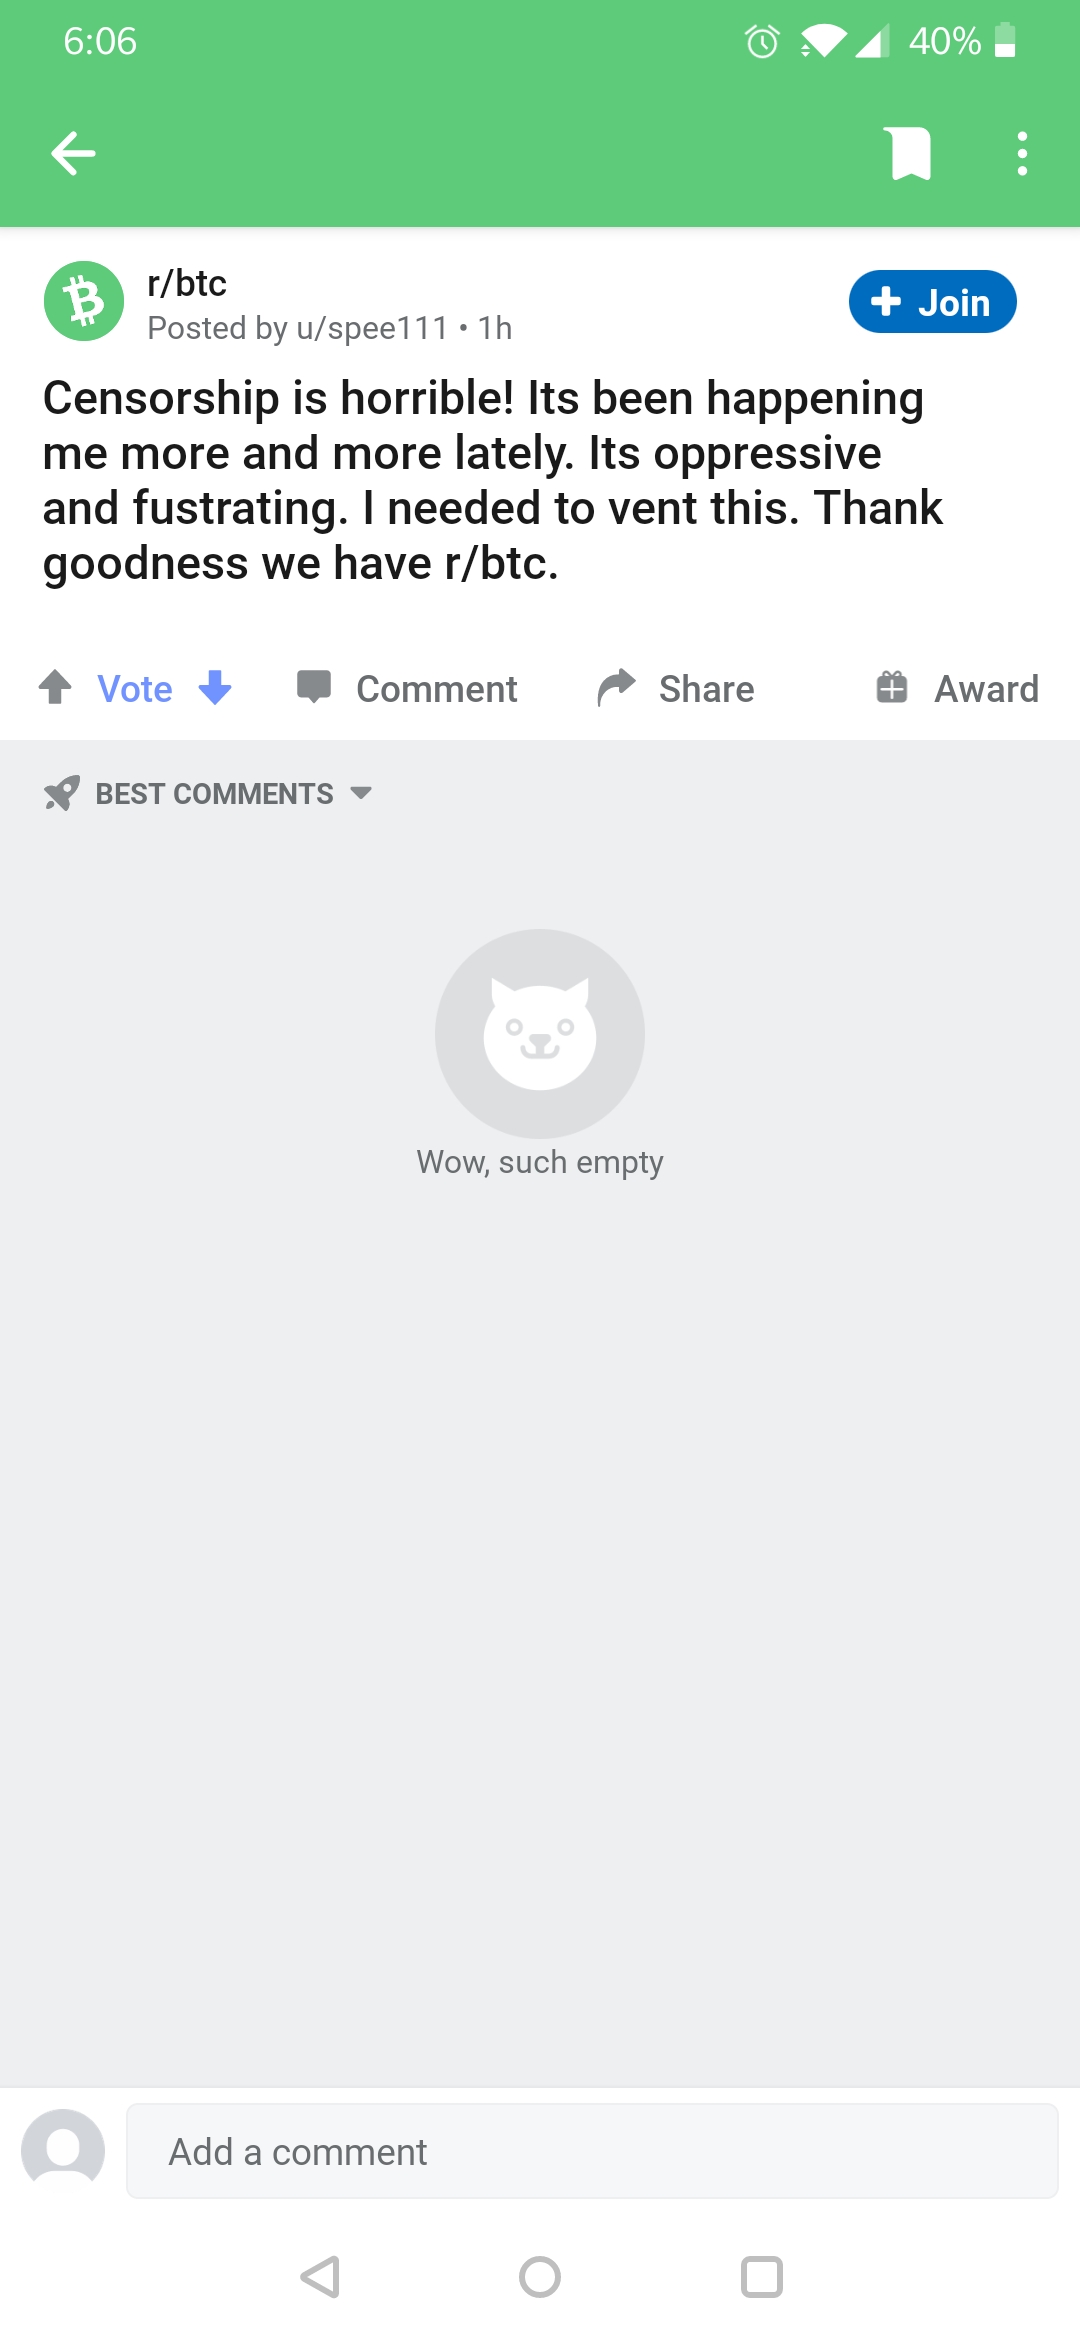 6:06
40%
r/btc
Posted by u/spee111 • 1h
Join
Censorship is horrible! Its been happening
me more and more lately. Its oppressive
and fustrating. I needed to vent this. Thank
goodness we have r/btc.
Vote
Comment
Share
Award
BEST COMMENTS
Wow, such empty
Add a comment